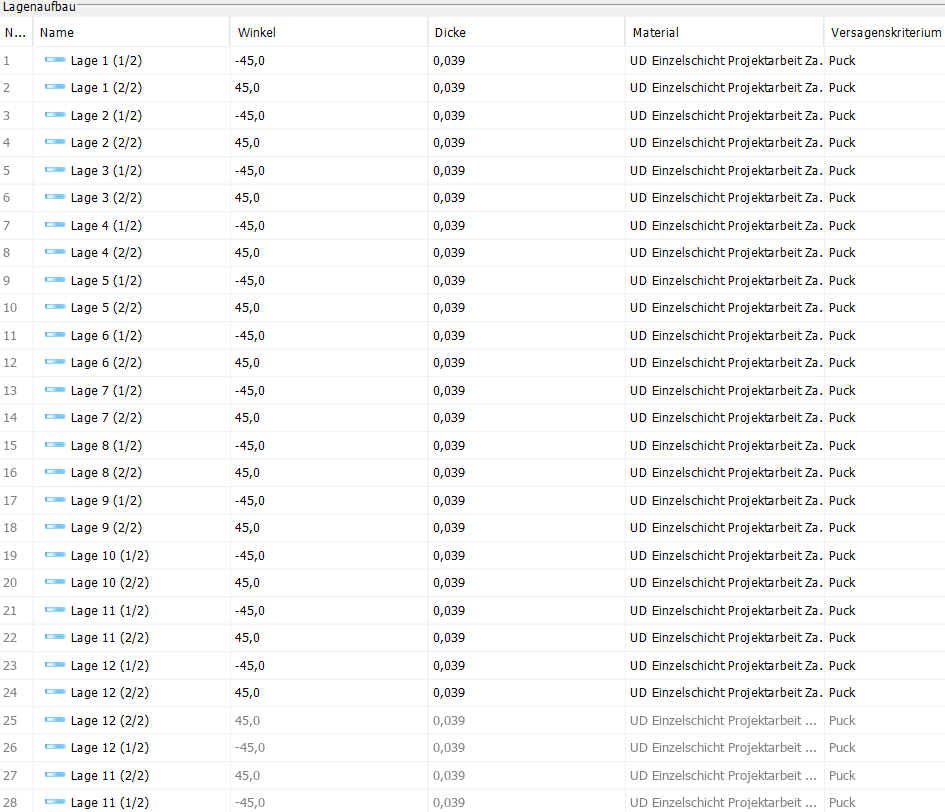 Lagenaufbau
N... Name Winkel Dicke Material Versagenskriterium
1 Lage 1 (1/2) -45,0 0,039 UD Einzelschicht Projektarbeit Za. Puck
2 Lage 1 (2/2) 45,0 0,039 UD Einzelschicht Projektarbeit Za. Puck
3 Lage 2 (1/2) -45,0 0,039 UD Einzelschicht Projektarbeit Za. Puck
4 Lage 2 (2/2) 45,0 0,039 UD Einzelschicht Projektarbeit Za. Puck
5 Lage 3 (1/2) -45,0 0,039 UD Einzelschicht Projektarbeit Za. Puck
6 Lage 3 (2/2) 45,0 0,039 UD Einzelschicht Projektarbeit Za. Puck
7 Lage 4 (1/2) -45,0 0,039 UD Einzelschicht Projektarbeit Za. Puck
8 Lage 4 (2/2) 45,0 0,039 UD Einzelschicht Projektarbeit Za. Puck
9 Lage 5 (1/2) -45,0 0,039 UD Einzelschicht Projektarbeit Za. Puck
10 Lage 5 (2/2) 45,0 0,039 UD Einzelschicht Projektarbeit Za. Puck
11 Lage 6 (1/2) -45,0 0,039 UD Einzelschicht Projektarbeit Za. Puck
12 Lage 6 (2/2) 45,0 0,039 UD Einzelschicht Projektarbeit Za. Puck
13 Lage 7 (1/2) -45,0 0,039 UD Einzelschicht Projektarbeit Za. Puck
14 Lage 7 (2/2) 45,0 0,039 UD Einzelschicht Projektarbeit Za. Puck
15 Lage 8 (1/2) -45,0 0,039 UD Einzelschicht Projektarbeit Za. Puck
16 Lage 8 (2/2) 45,0 0,039 UD Einzelschicht Projektarbeit Za. Puck
17 Lage 9 (1/2) -45,0 0,039 UD Einzelschicht Projektarbeit Za. Puck
18 Lage 9 (2/2) 45,0 0,039 UD Einzelschicht Projektarbeit Za. Puck
19 Lage 10 (1/2) -45,0 0,039 UD Einzelschicht Projektarbeit Za. Puck
20 Lage 10 (2/2) 45,0 0,039 UD Einzelschicht Projektarbeit Za. Puck
21 Lage 11 (1/2) -45,0 0,039 UD Einzelschicht Projektarbeit Za. Puck
22 Lage 11 (2/2) 45,0 0,039 UD Einzelschicht Projektarbeit Za. Puck
23 Lage 12 (1/2) -45,0 0,039 UD Einzelschicht Projektarbeit Za. Puck
24 Lage 12 (2/2) 45,0 0,039 UD Einzelschicht Projektarbeit Za. Puck
25 Lage 12 (2/2) 45,0 0,039 UD Einzelschicht Projektarbeit ... Puck
26 Lage 12 (1/2) -45,0 0,039 UD Einzelschicht Projektarbeit ... Puck
27 Lage 11 (2/2) 45,0 0,039 UD Einzelschicht Projektarbeit ... Puck
28 Lage 11 (1/2) -45,0 0,039 UD Einzelschicht Projektarbeit ... Puck